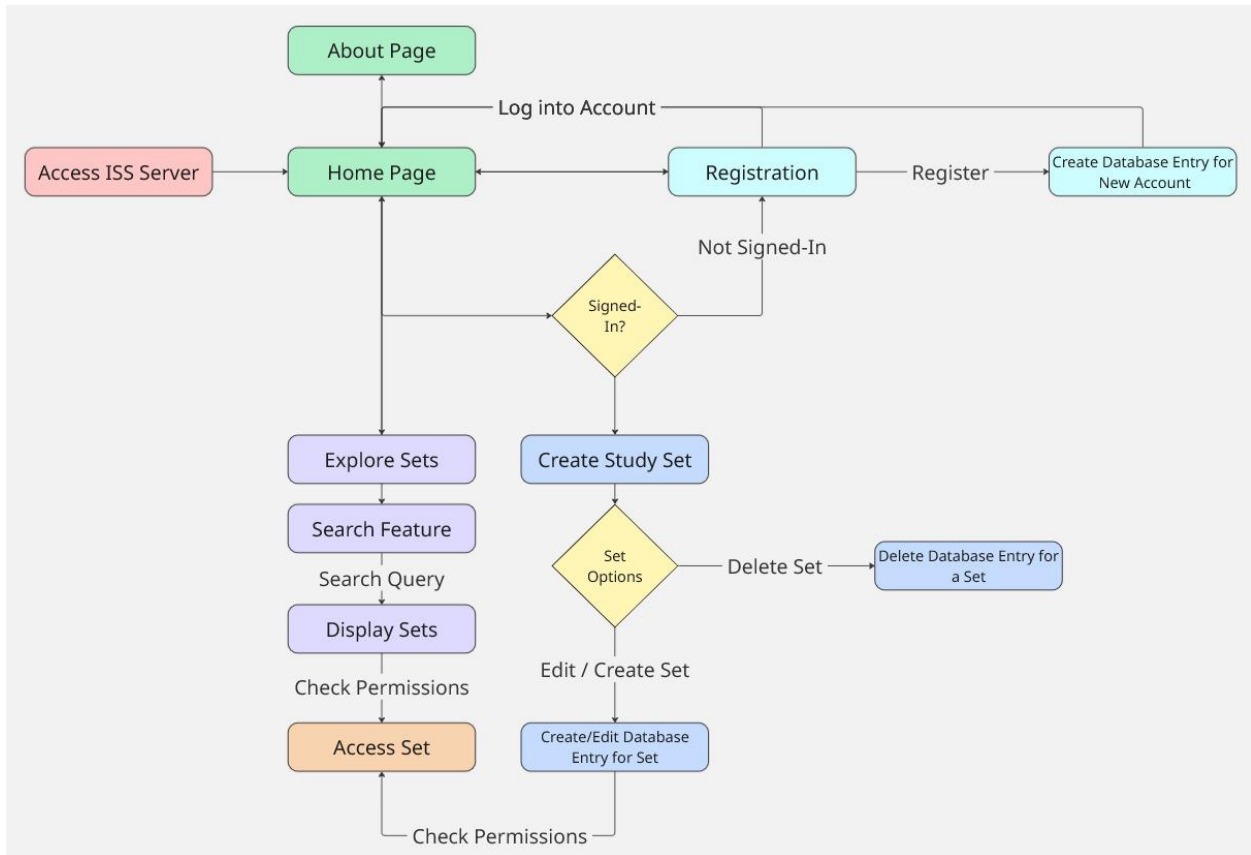 About Page
Log into Account
Access ISS Server
Home Page
Registration
Register
Create Database Entry for
New Account
Not Signed-In
Signed-
In?
Explore Sets
Create Study Set
Search Feature
Set
Options
Delete Set
Delete Database Entry for
a Set
Search Query
Display Sets
Edit / Create Set
Check Permissions
Access Set
Create/Edit Database
Entry for Set
Check Permissions